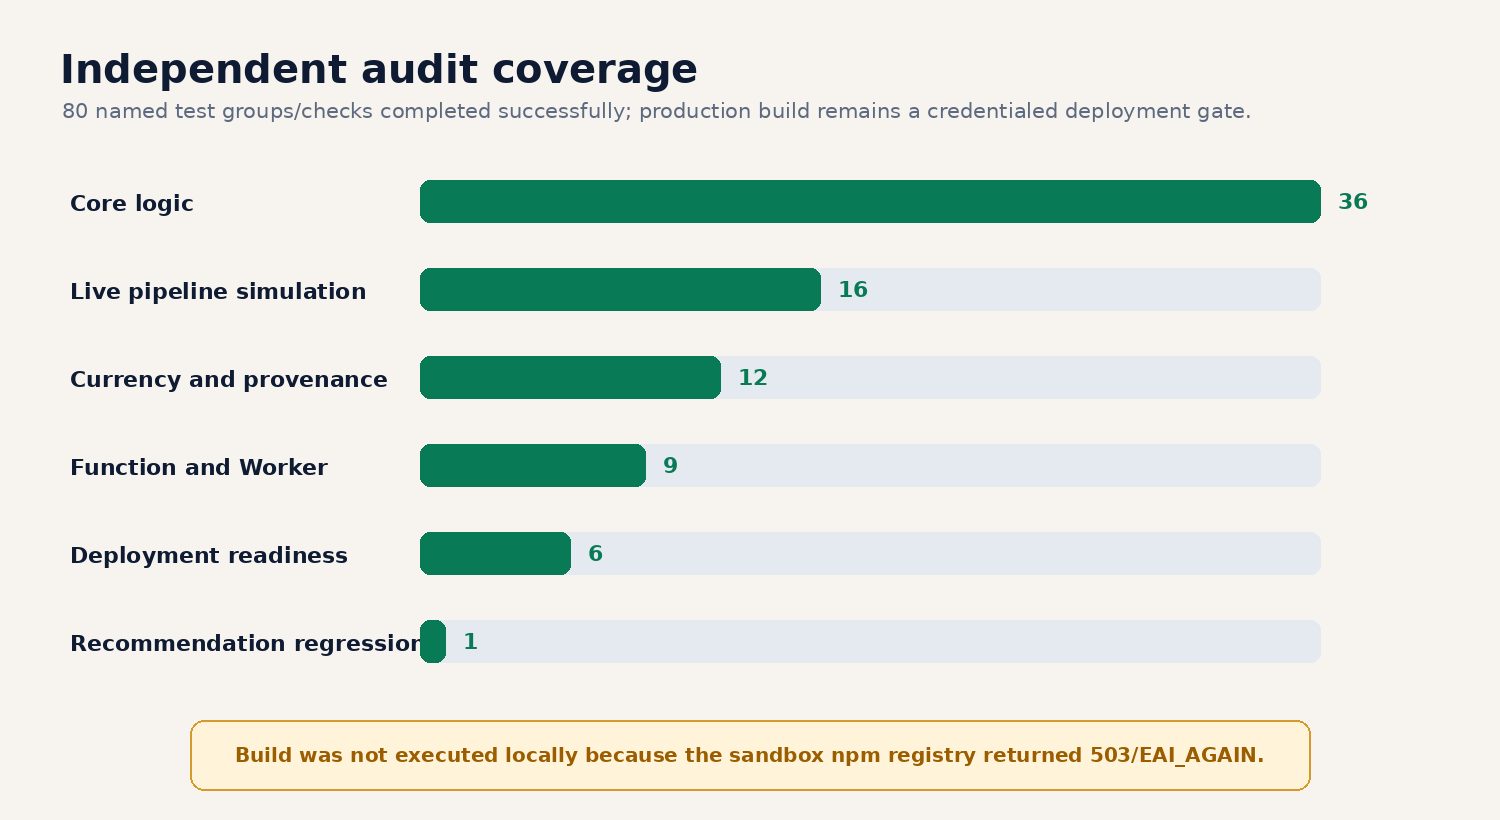 Independent audit coverage
80 named test groups/checks completed successfully; production build remains a credentialed deployment gate.
Core logic 36
Live pipeline simulation 16
Currency and provenance 12
Function and Worker 9
Deployment readiness 6
Recommendation regression 1
Build was not executed locally because the sandbox npm registry returned 503/EAI_AGAIN.